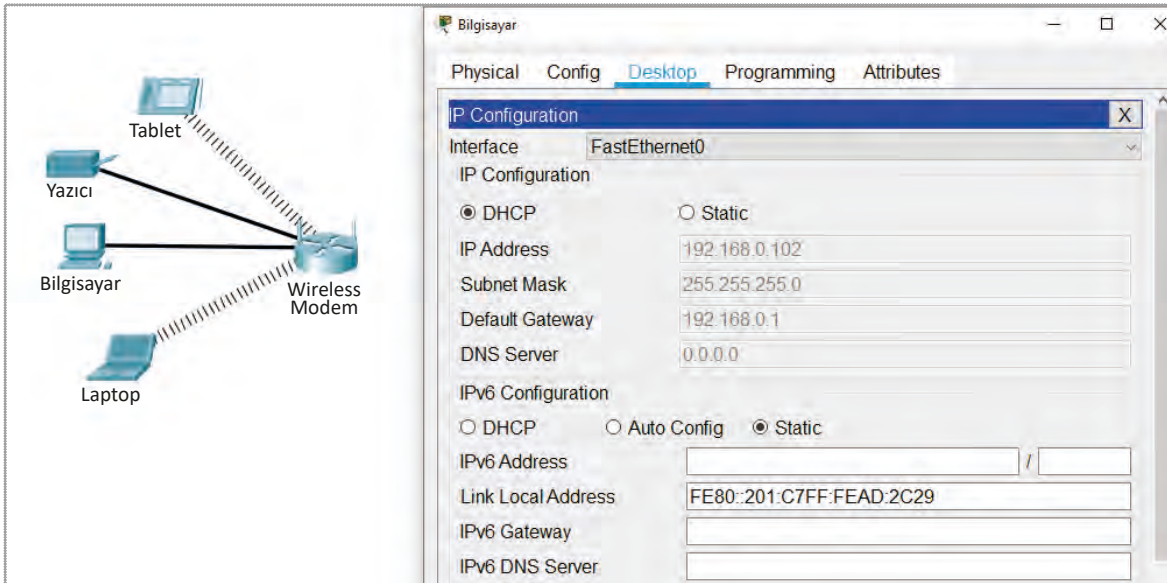 Tablet
Yazıcı
Bilgisayar
Laptop
Wireless
Modem
Bilgisayar
Physical Config Desktop Programming Attributes
IP Configuration X
Interface FastEthernet0
IP Configuration
DHCP Static
IP Address 192.168.0.102
Subnet Mask 255.255.255.0
Default Gateway 192.168.0.1
DNS Server 0.0.0.0
IPv6 Configuration
DHCP Auto Config Static
IPv6 Address /
Link Local Address FE80::201:C7FF:FEAD:2C29
IPv6 Gateway
IPv6 DNS Server